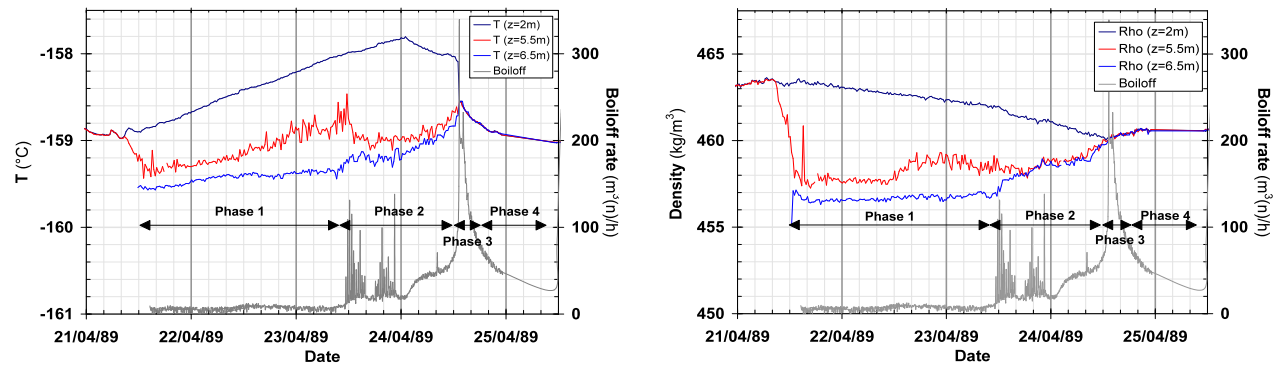 T (z=2m)
T (z=5.5m)
T (z=6.5m)
Boiloff
-158
-159
-160
-161
T (°C)
350
300
200
100
0
Boiloff rate (m³(n)/h)
Phase 1
Phase 2
Phase 3
Phase 4
21/04/89 22/04/89 23/04/89 24/04/89 25/04/89
Date
Rho (z=2m)
Rho (z=5.5m)
Rho (z=6.5m)
Boiloff
465
460
455
450
Density (kg/m³)
300
200
100
0
Boiloff rate (m³(n)/h)
Phase 1
Phase 2
Phase 3
Phase 4
21/04/89 22/04/89 23/04/89 24/04/89 25/04/89
Date